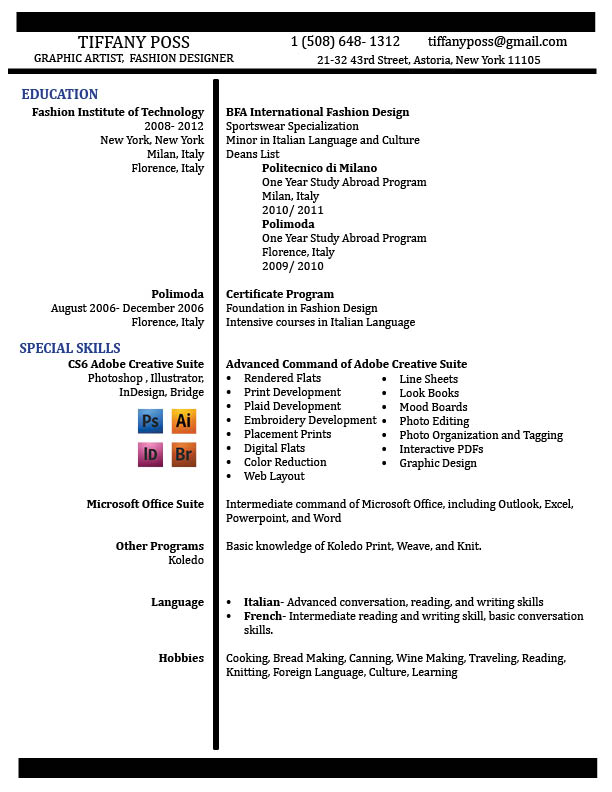 TIFFANY POSS
GRAPHIC ARTIST, FASHION DESIGNER
1 (508) 648- 1312 tiffanyposs@gmail.com
21-32 43rd Street, Astoria, New York 11105
EDUCATION
Fashion Institute of Technology
2008- 2012
New York, New York
Milan, Italy
Florence, Italy
BFA International Fashion Design
Sportswear Specialization
Minor in Italian Language and Culture
Deans List
Politecnico di Milano
One Year Study Abroad Program
Milan, Italy
2010/ 2011
Polimoda
One Year Study Abroad Program
Florence, Italy
2009/ 2010
Polimoda
August 2006- December 2006
Florence, Italy
Certificate Program
Foundation in Fashion Design
Intensive courses in Italian Language
SPECIAL SKILLS
CS6 Adobe Creative Suite
Photoshop , Illustrator,
InDesign, Bridge
Ps Ai
ID Br
Advanced Command of Adobe Creative Suite
• Rendered Flats
• Print Development
• Plaid Development
• Embroidery Development
• Placement Prints
• Digital Flats
• Color Reduction
• Web Layout
• Line Sheets
• Look Books
• Mood Boards
• Photo Editing
• Photo Organization and Tagging
• Interactive PDFs
• Graphic Design
Microsoft Office Suite
Intermediate command of Microsoft Office, including Outlook, Excel,
Powerpoint, and Word
Other Programs
Koledo
Basic knowledge of Koledo Print, Weave, and Knit.
Language
• Italian- Advanced conversation, reading, and writing skills
• French- Intermediate reading and writing skill, basic conversation
skills.
Hobbies
Cooking, Bread Making, Canning, Wine Making, Traveling, Reading,
Knitting, Foreign Language, Culture, Learning